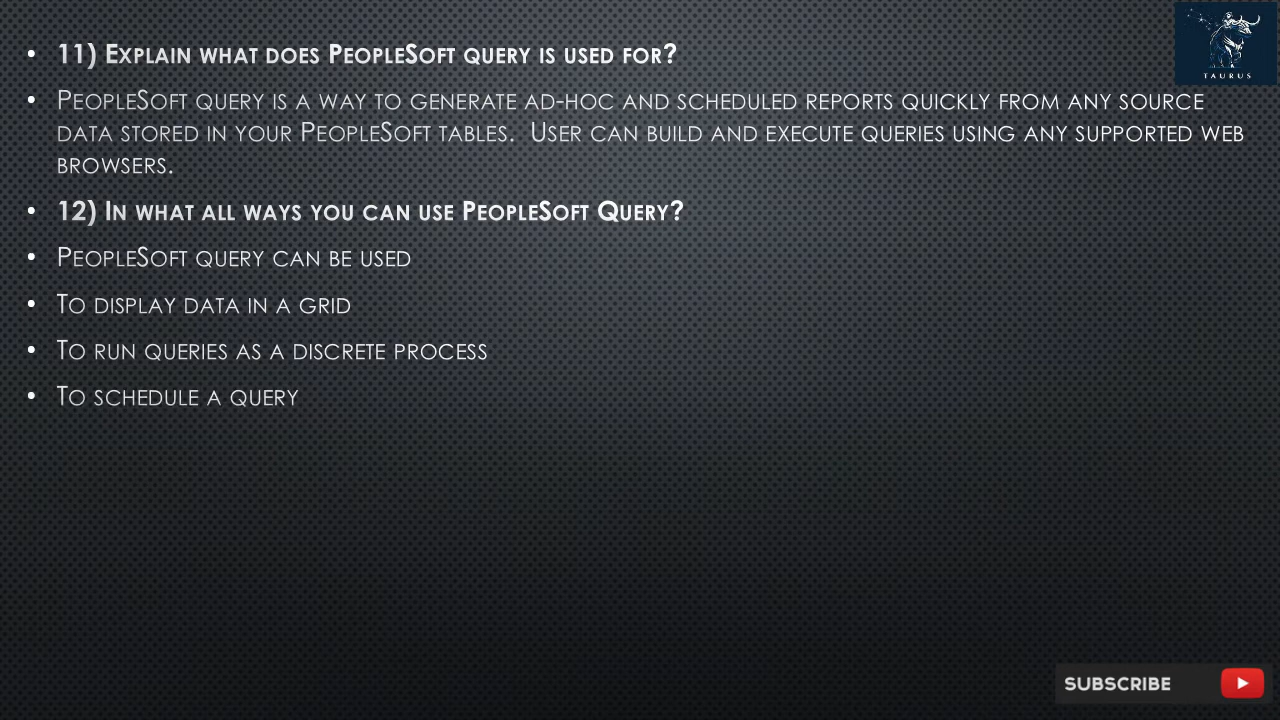 • 11) Explain what does PeopleSoft query is used for?
• PeopleSoft query is a way to generate ad-hoc and scheduled reports quickly from any source
data stored in your PeopleSoft tables.  User can build and execute queries using any supported web
browsers.
• 12) In what all ways you can use PeopleSoft Query?
• PeopleSoft query can be used
• To display data in a grid
• To run queries as a discrete process
• To schedule a query
TAURUS
SUBSCRIBE